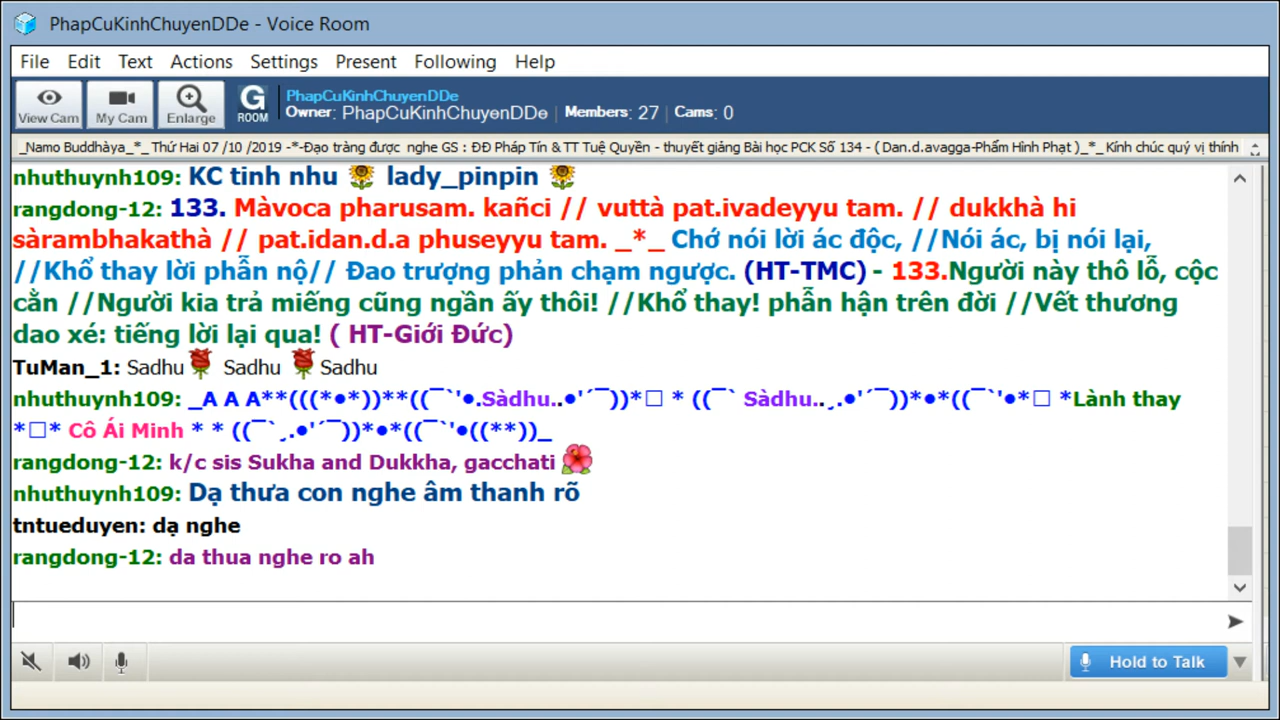 PhapCuKinhChuyenDDe - Voice Room
File Edit Text Actions Settings Present Following Help
View Cam My Cam Enlarge G ROOM PhapCuKinhChuyenDDe
Owner: PhapCuKinhChuyenDDe | Members: 27 | Cams: 0
_Namo Buddhàya_*_ Thứ Hai 07 /10 /2019 -*-Đạo tràng được nghe GS : ĐĐ Pháp Tín & TT Tuệ Quyền - thuyết giảng Bài học PCK Số 134 - ( Dan.d.avagga-Phẩm Hình Phạt )_*_ Kính chúc quý vị thính
nhuthuynh109: KC tinh nhu 🌻 lady_pinpin 🌻
rangdong-12: 133. Màvoca pharusam. kañci // vuttà pat.ivadeyyu tam. // dukkhà hi
sàrambhakathà // pat.idan.d.a phuseyyu tam. _*_ Chớ nói lời ác độc, //Nói ác, bị nói lại,
//Khổ thay lời phẫn nộ// Đao trượng phản chạm ngược. (HT-TMC) - 133.Người này thô lỗ, cộc
cằn //Người kia trả miếng cũng ngần ấy thôi! //Khổ thay! phẫn hận trên đời //Vết thương
dao xé: tiếng lời lại qua! ( HT-Giới Đức)
TuMan_1: Sadhu🌹 Sadhu 🌹Sadhu
nhuthuynh109: _A A A**(((*●*))**((¯`'●.Sàdhu..●'´¯))*☐ * ((¯` Sàdhu..¸.●'´¯))*●*((¯`'●*☐ *Lành thay
*☐* Cô Ái Minh * * ((¯`¸.●'´¯))*●*((¯`'●((**))_
rangdong-12: k/c sis Sukha and Dukkha, gacchati 🌺
nhuthuynh109: Dạ thưa con nghe âm thanh rõ
tntueduyen: dạ nghe
rangdong-12: da thua nghe ro ah
Hold to Talk